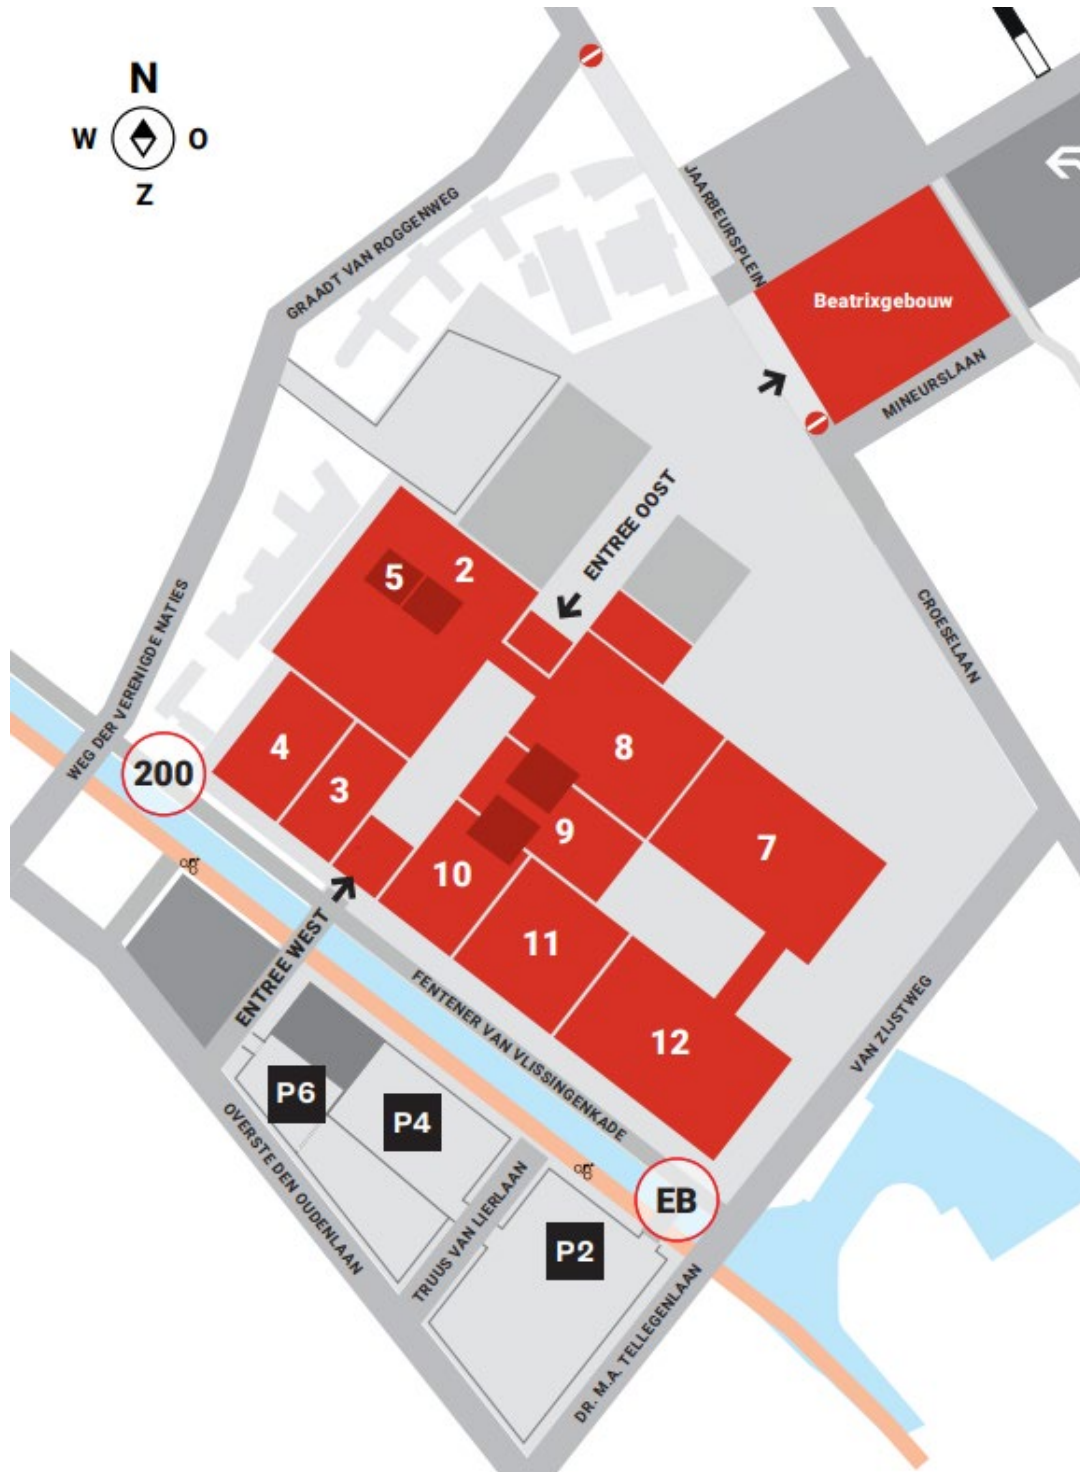 N
W
O
Z
JAARBEURSPLEIN
GRAADT VAN ROGGENWEG
Beatrixgebouw
MINEURSLAAN
ENTREE OOST
5
2
CROESELAAN
WEG DER VERENIGDE NATIES
4
3
8
200
9
7
10
11
ENTREE WEST
FENTENER VAN VLISSINGENKADE
12
VAN ZIJSTWEG
P6
P4
OVERSTE DEN OUDENLAAN
TRUUS VAN LIERLAAN
EB
P2
DR. M.A. TELLEGENLAAN